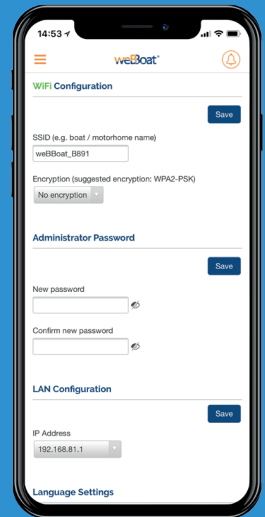 14:53
weBBoat®
WiFi Configuration
Save
SSID (e.g. boat / motorhome name)
weBBoat_B891
Encryption (suggested encryption: WPA2-PSK)
No encryption
Administrator Password
Save
New password
Confirm new password
LAN Configuration
Save
IP Address
192.168.81.1
Language Settings